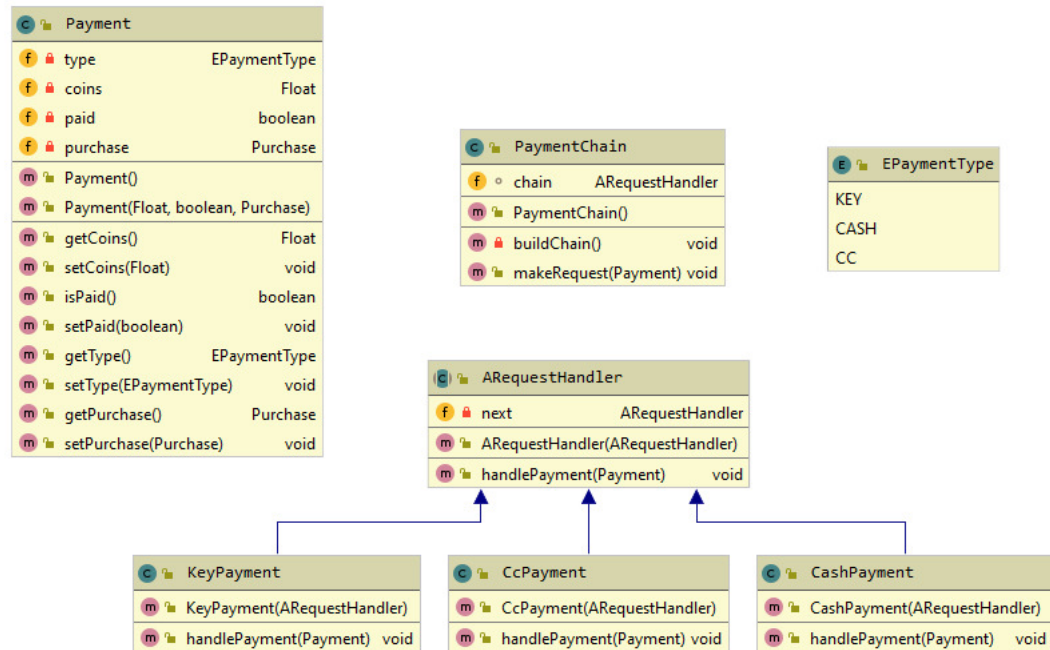 Payment
type EPaymentType
coins Float
paid boolean
purchase Purchase
Payment()
Payment(Float, boolean, Purchase)
getCoins() Float
setCoins(Float) void
isPaid() boolean
setPaid(boolean) void
getType() EPaymentType
setType(EPaymentType) void
getPurchase() Purchase
setPurchase(Purchase) void
PaymentChain
chain ARequestHandler
PaymentChain()
buildChain() void
makeRequest(Payment) void
EPaymentType
KEY
CASH
CC
ARequestHandler
next ARequestHandler
ARequestHandler(ARequestHandler)
handlePayment(Payment) void
KeyPayment
KeyPayment(ARequestHandler)
handlePayment(Payment) void
CcPayment
CcPayment(ARequestHandler)
handlePayment(Payment) void
CashPayment
CashPayment(ARequestHandler)
handlePayment(Payment) void